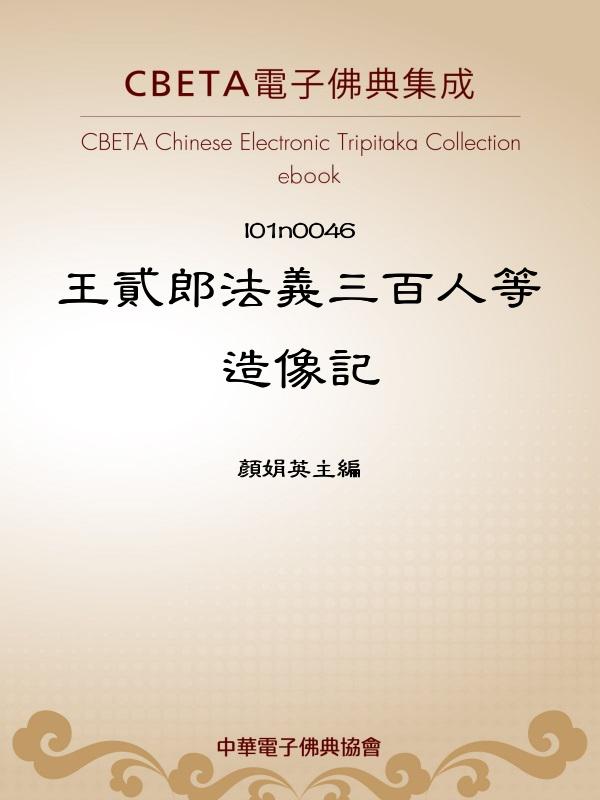 CBETA電子佛典集成
CBETA Chinese Electronic Tripitaka Collection
ebook
I01n0046
王貳郎法義三百人等
造像記
顏娟英主編
中華電子佛典協會